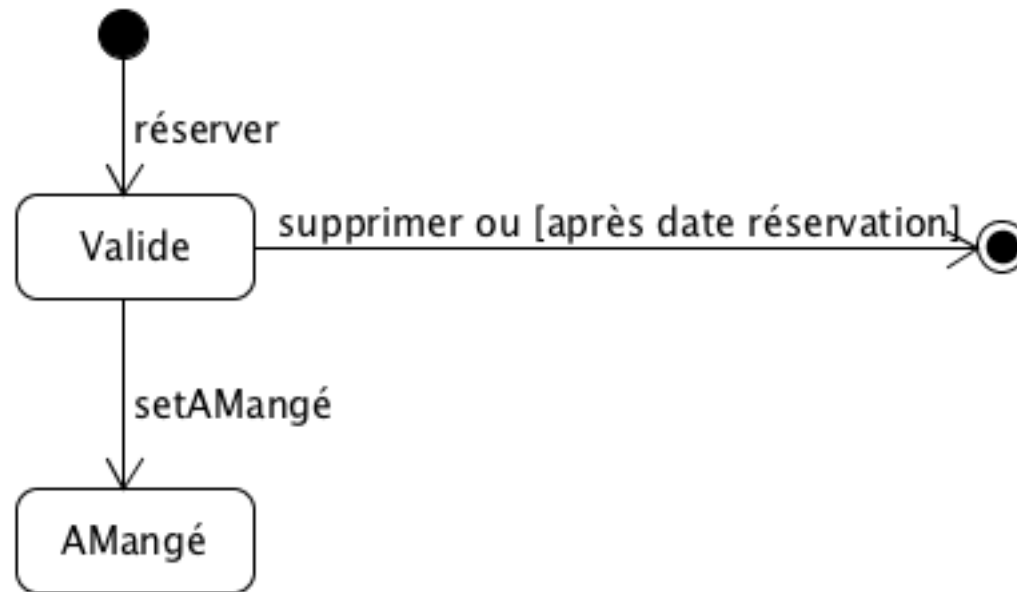 réserver
supprimer ou [après date réservation]
Valide
setAMangé
AMangé